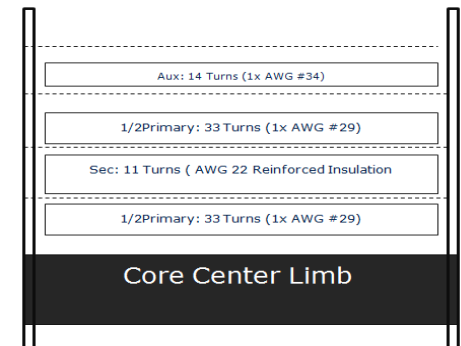 Aux: 14 Turns (1x AWG #34)
1/2Primary: 33 Turns (1x AWG #29)
Sec: 11 Turns ( AWG 22 Reinforced Insulation
1/2Primary: 33 Turns (1x AWG #29)
Core Center Limb